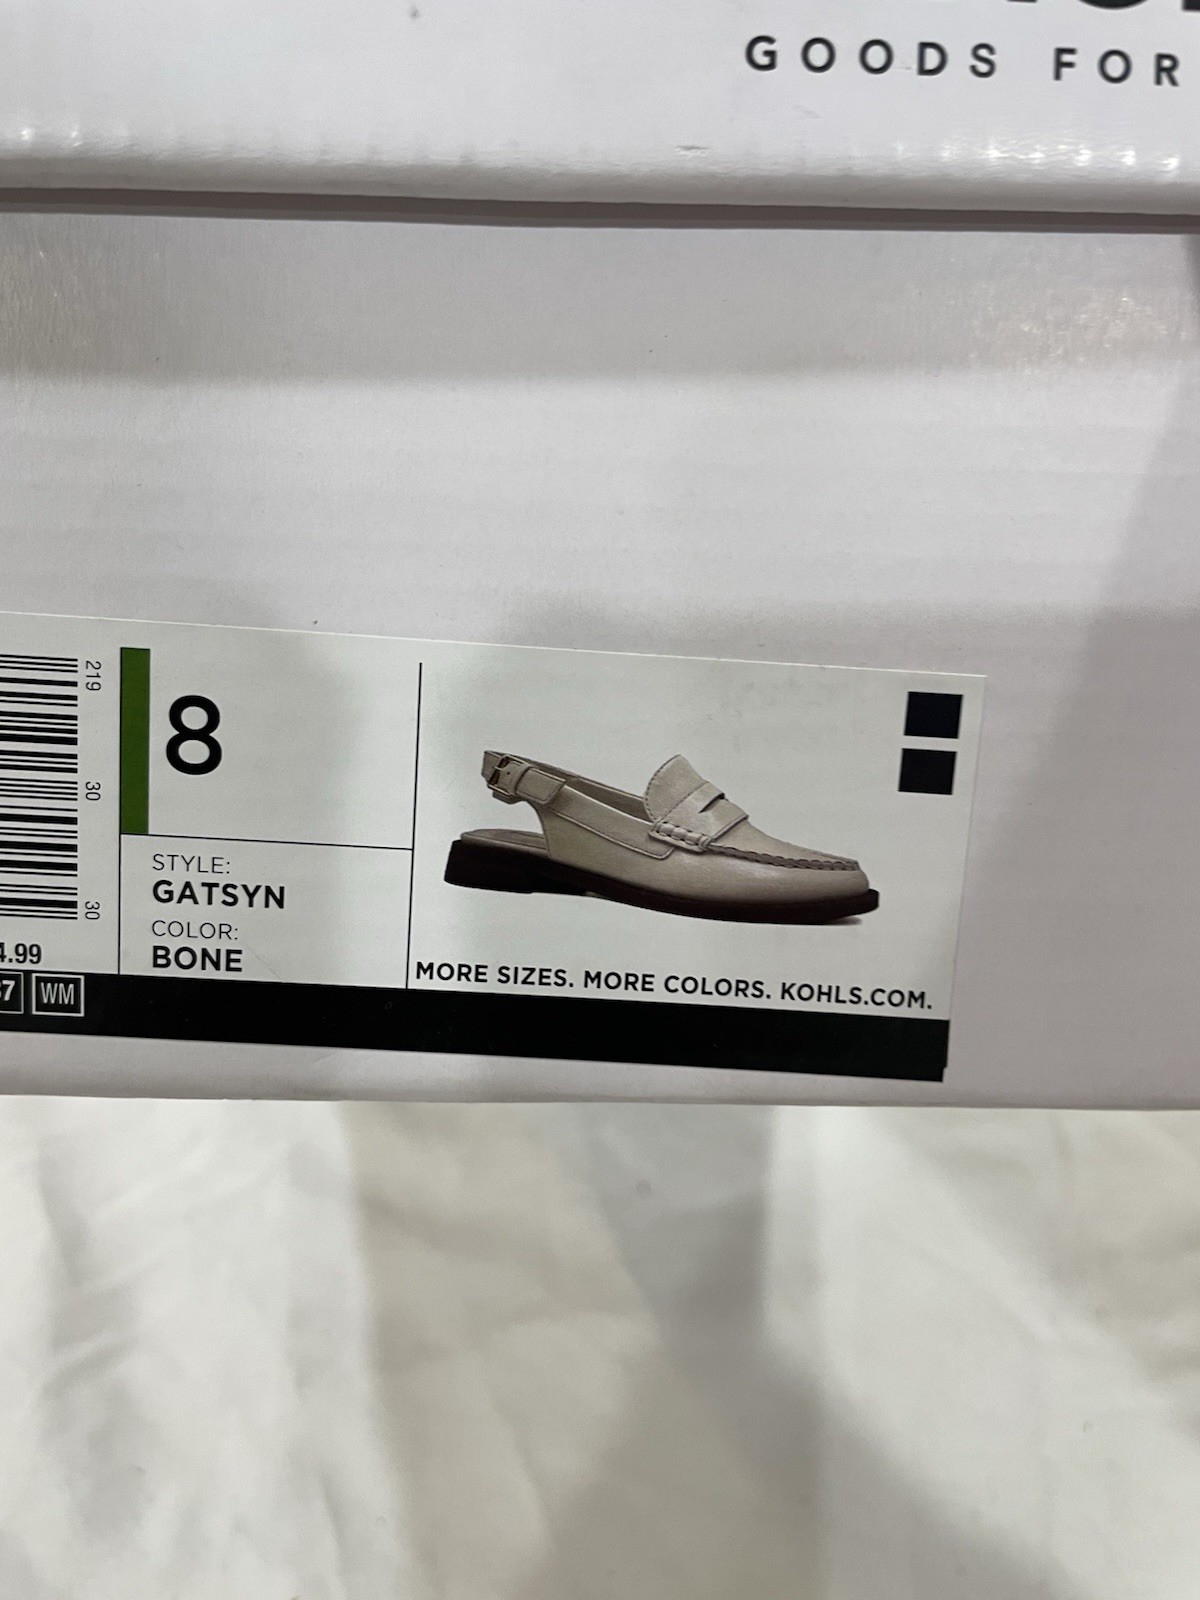 GOODS FOR
219
30
30
8
STYLE:
GATSYN
COLOR:
BONE
4.99
37 WM
MORE SIZES. MORE COLORS. KOHLS.COM.